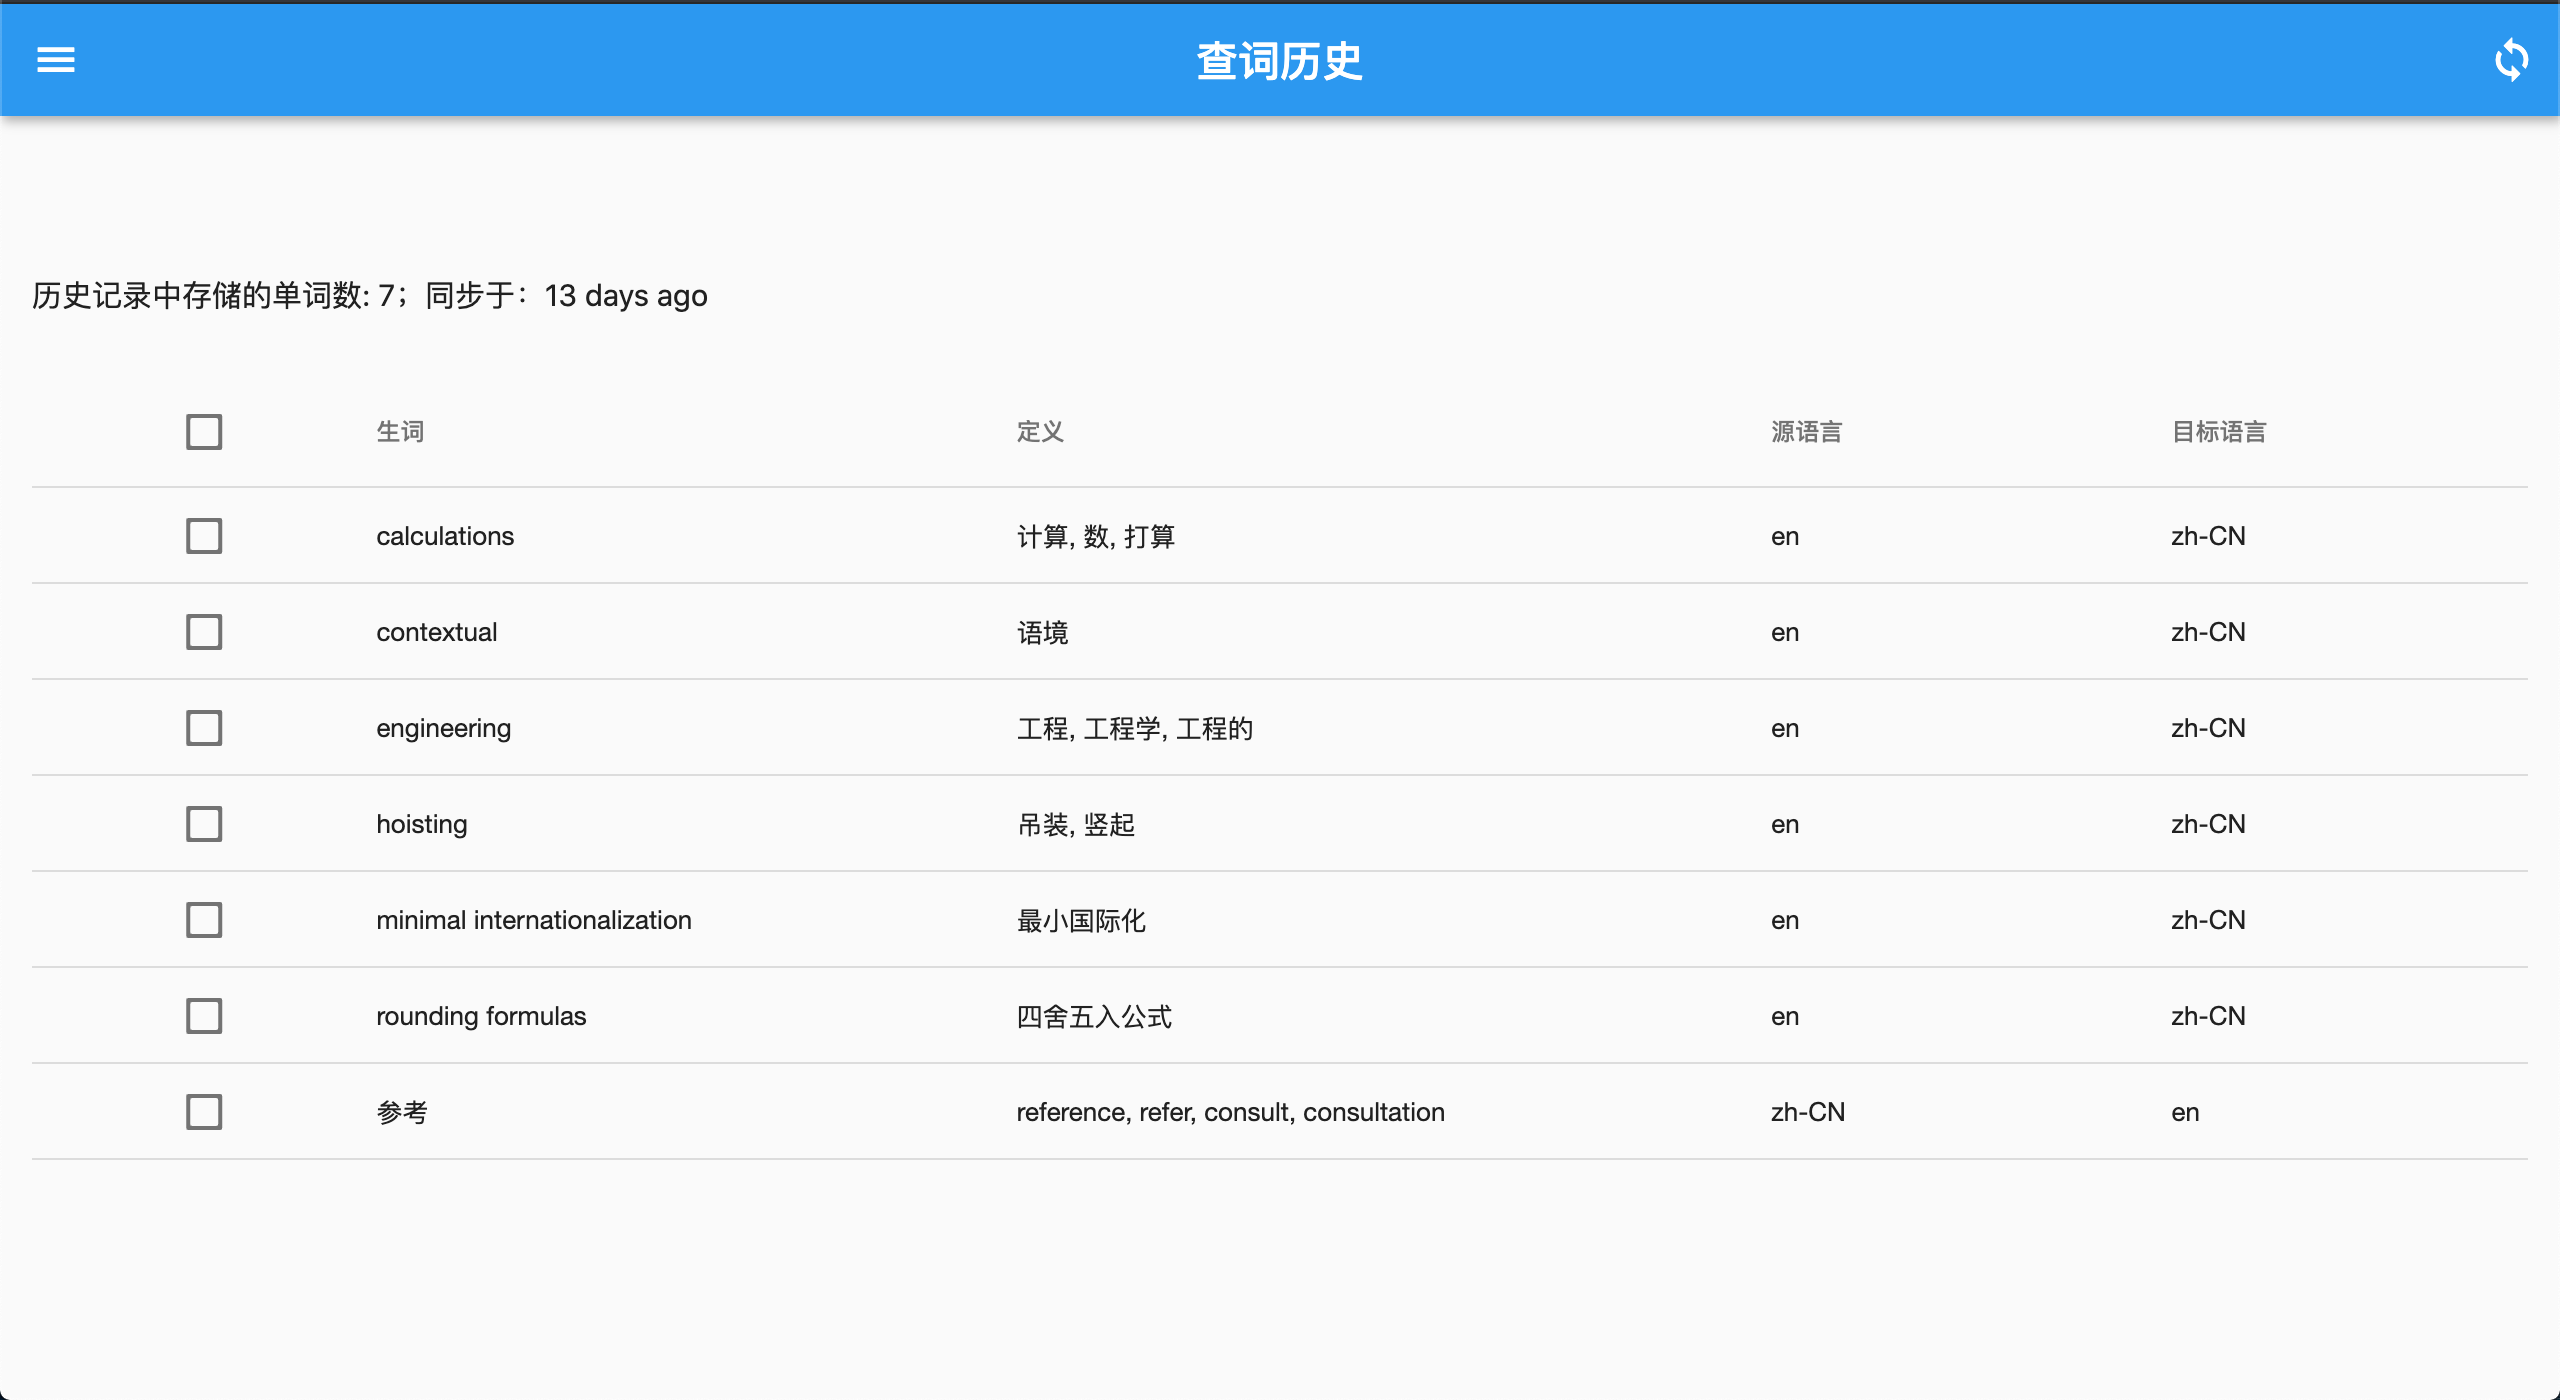 查词历史
历史记录中存储的单词数: 7；同步于：13 days ago
生词 定义 源语言 目标语言
calculations 计算, 数, 打算 en zh-CN
contextual 语境 en zh-CN
engineering 工程, 工程学, 工程的 en zh-CN
hoisting 吊装, 竖起 en zh-CN
minimal internationalization 最小国际化 en zh-CN
rounding formulas 四舍五入公式 en zh-CN
参考 reference, refer, consult, consultation zh-CN en